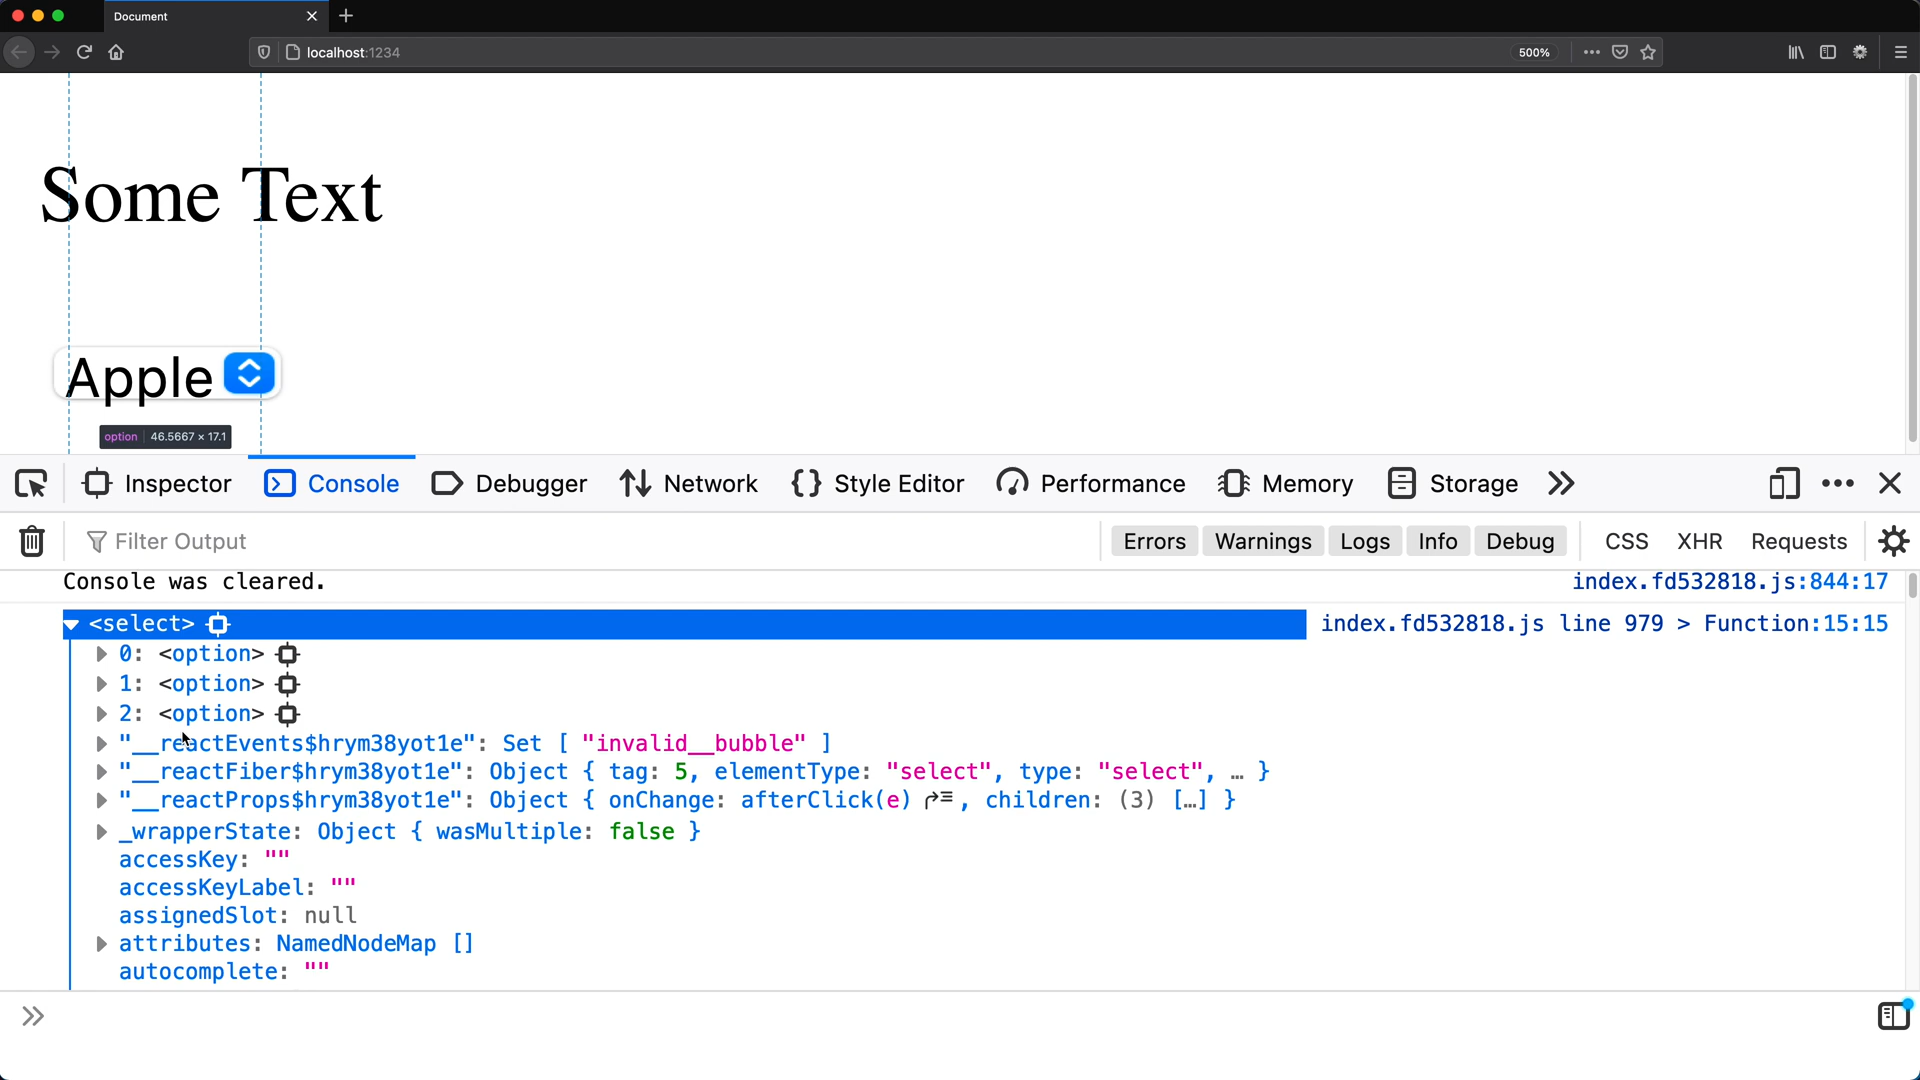 Document
localhost:1234
500%
Some Text
Apple
option 46.5667 × 17.1
Inspector Console Debugger Network Style Editor Performance Memory Storage
Filter Output Errors Warnings Logs Info Debug CSS XHR Requests
Console was cleared. index.fd532818.js:844:17
<select> index.fd532818.js line 979 > Function:15:15
0: <option>
1: <option>
2: <option>
"__reactEvents$hrym38yot1e": Set [ "invalid__bubble" ]
"__reactFiber$hrym38yot1e": Object { tag: 5, elementType: "select", type: "select", … }
"__reactProps$hrym38yot1e": Object { onChange: afterClick(e), children: (3) […] }
_wrapperState: Object { wasMultiple: false }
accessKey: ""
accessKeyLabel: ""
assignedSlot: null
attributes: NamedNodeMap []
autocomplete: ""